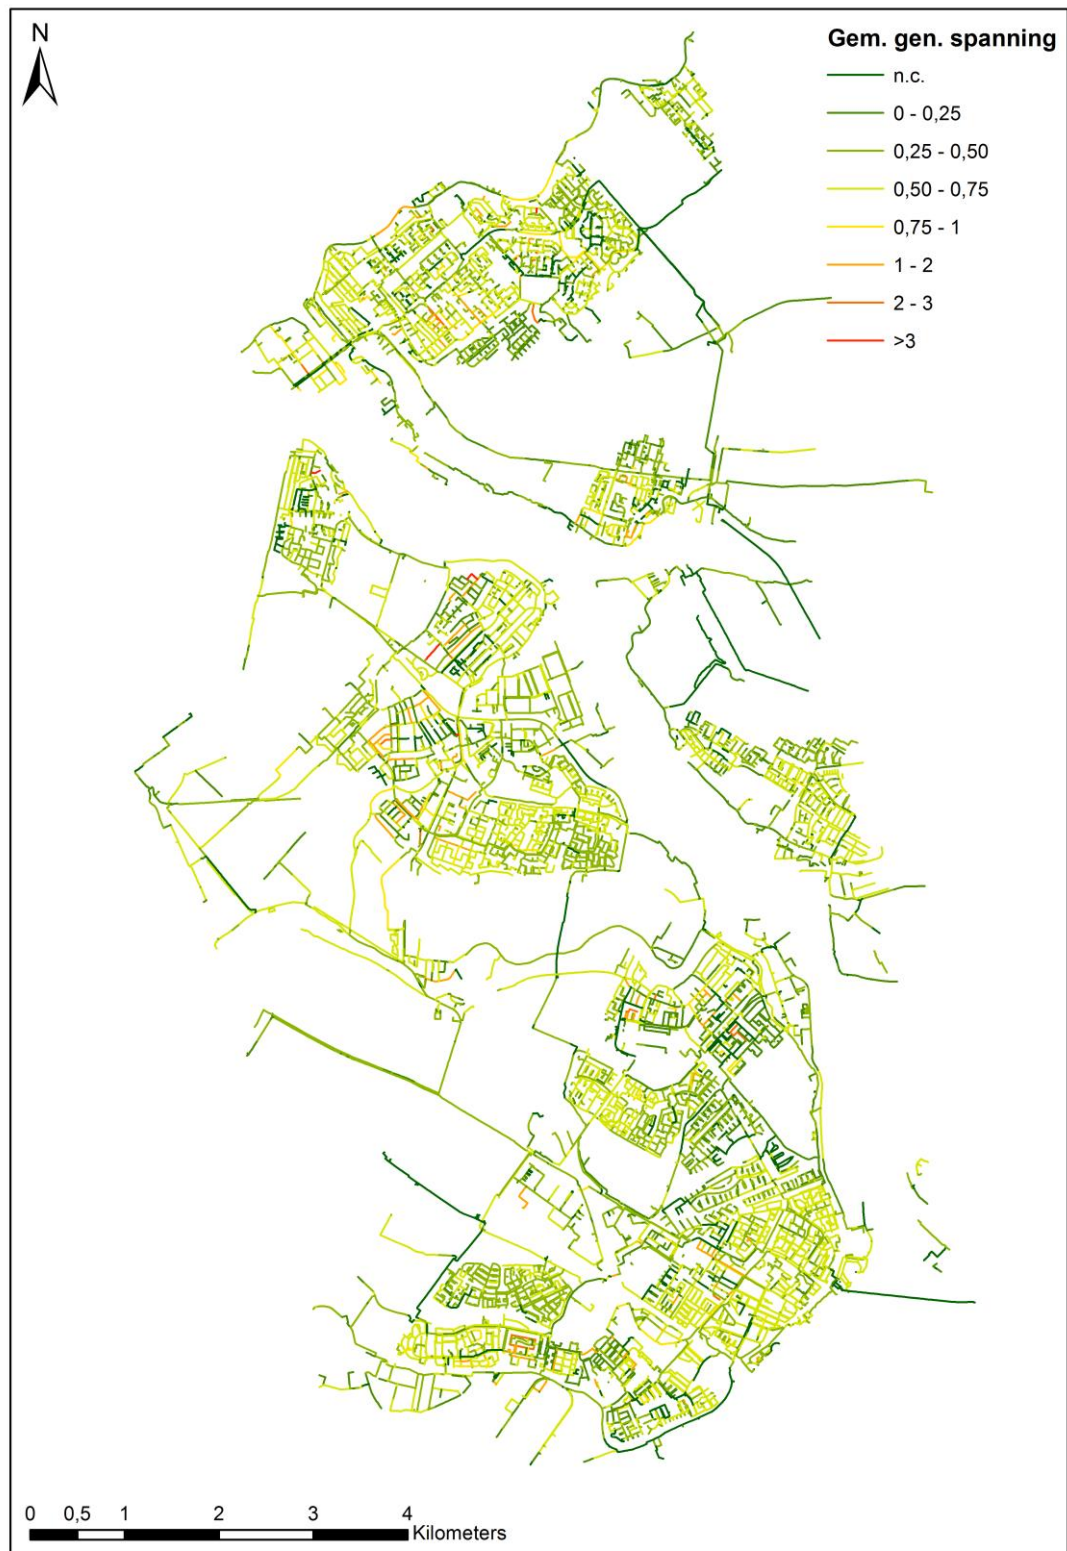 N
Gem. gen. spanning
n.c.
0 - 0,25
0,25 - 0,50
0,50 - 0,75
0,75 - 1
1 - 2
2 - 3
>3
0 0,5 1 2 3 4
Kilometers